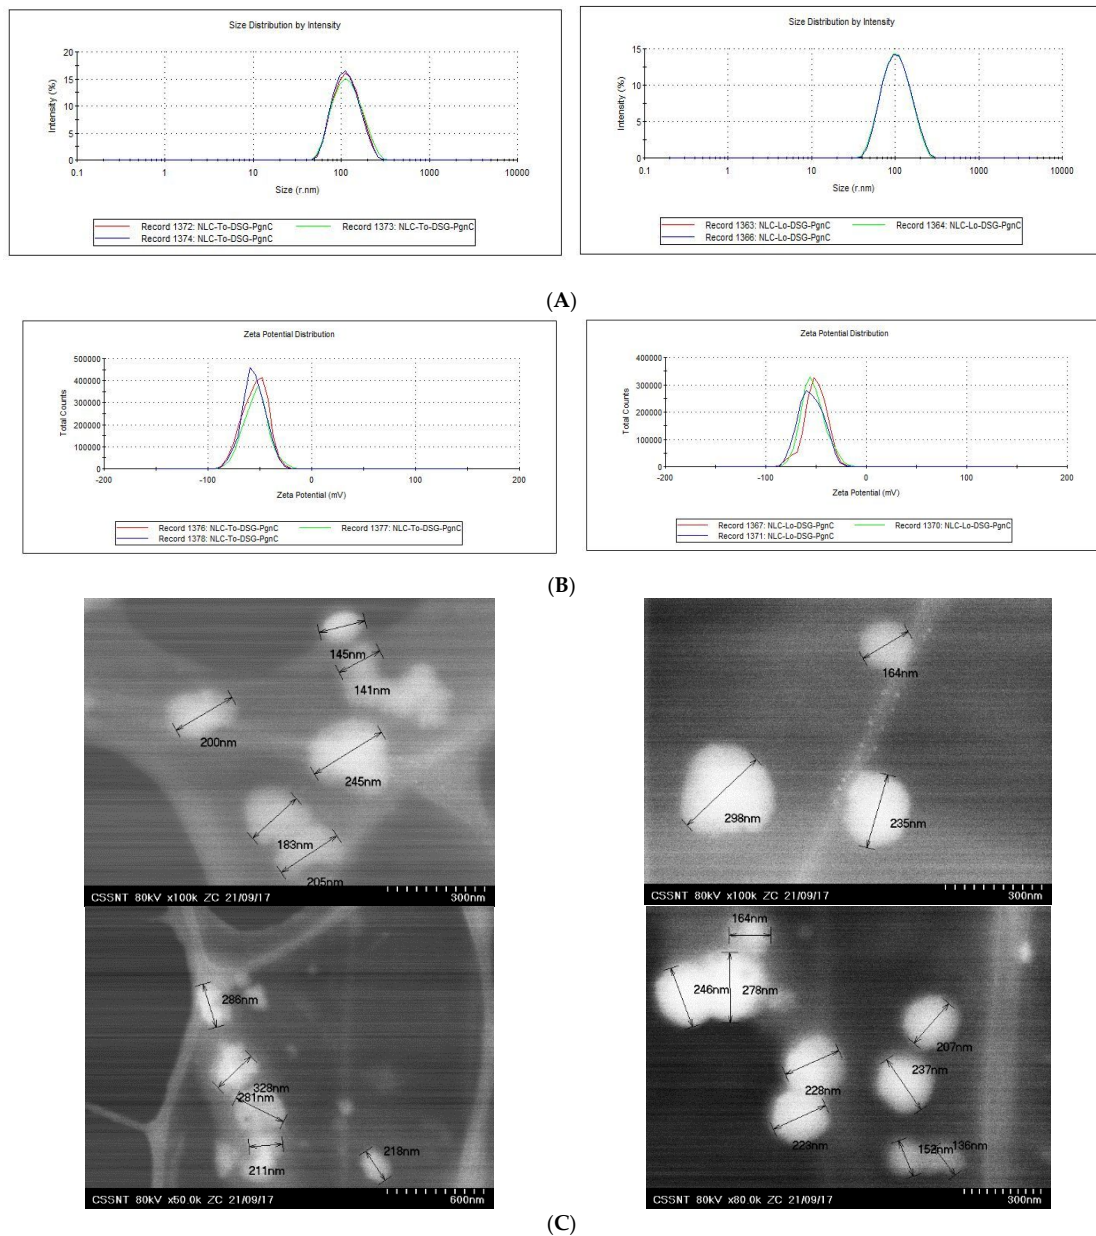 Size Distribution by Intensity
Intensity (%)
20
15
10
5
0
0.1 1 10 100 1000 10000
Size (r.nm)
Record 1372: NLC-To-DSG-PgnC Record 1373: NLC-To-DSG-PgnC
Record 1374: NLC-To-DSG-PgnC
Size Distribution by Intensity
Intensity (%)
15
10
5
0
0.1 1 10 100 1000 10000
Size (r.nm)
Record 1363: NLC-Lo-DSG-PgnC Record 1364: NLC-Lo-DSG-PgnC
Record 1366: NLC-Lo-DSG-PgnC
(A)
Zeta Potential Distribution
Total Counts
500000
400000
300000
200000
100000
0
-200 -100 0 100 200
Zeta Potential (mV)
Record 1376: NLC-To-DSG-PgnC Record 1377: NLC-To-DSG-PgnC
Record 1378: NLC-To-DSG-PgnC
Zeta Potential Distribution
Total Counts
400000
300000
200000
100000
0
-200 -100 0 100 200
Zeta Potential (mV)
Record 1367: NLC-Lo-DSG-PgnC Record 1370: NLC-Lo-DSG-PgnC
Record 1371: NLC-Lo-DSG-PgnC
(B)
145nm
141nm
200nm
245nm
183nm
205nm
CSSNT 80kV x100k ZC 21/09/17 300nm
164nm
298nm 235nm
CSSNT 80kV x100k ZC 21/09/17 300nm
286nm
328nm
281nm
218nm
211nm
CSSNT 80kV x50.0k ZC 21/09/17 600nm
164nm
246nm 278nm
207nm
237nm
228nm
223nm 152nm 136nm
CSSNT 80kV x80.0k ZC 21/09/17 300nm
(C)